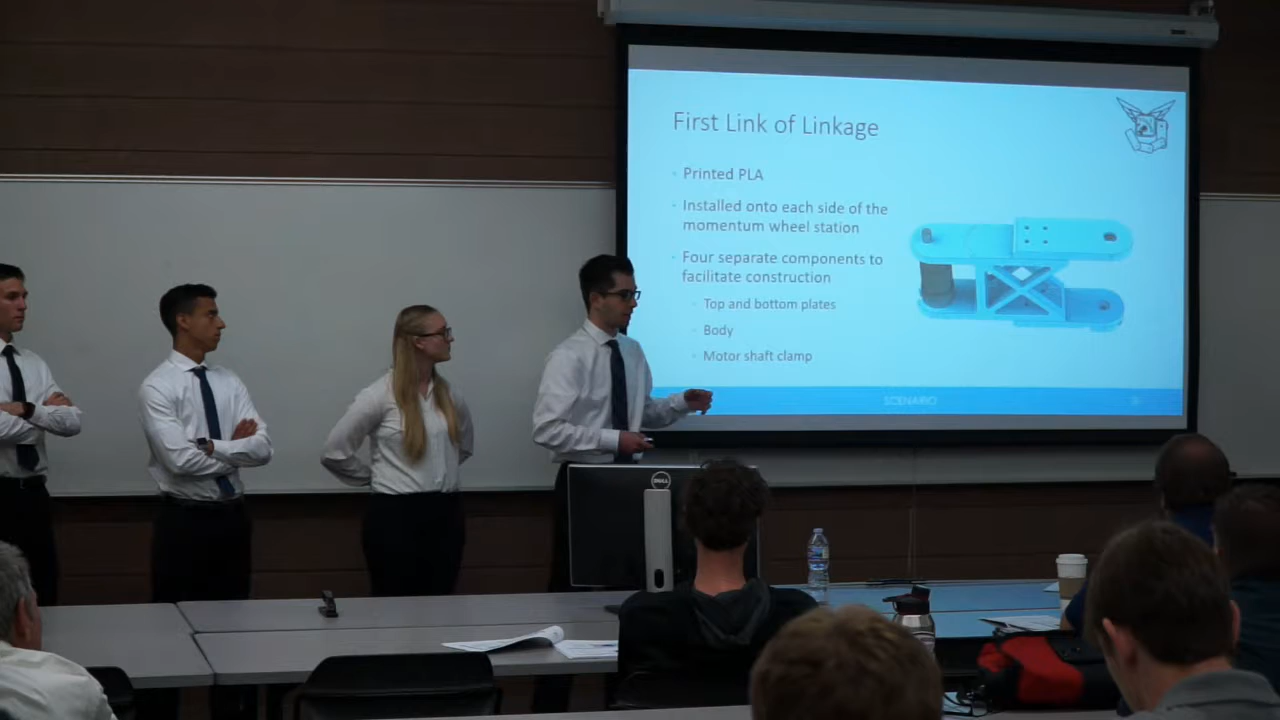 First Link of Linkage
Printed PLA
Installed onto each side of the
momentum wheel station
Four separate components to
facilitate construction
Top and bottom plates
Body
Motor shaft clamp
DELL